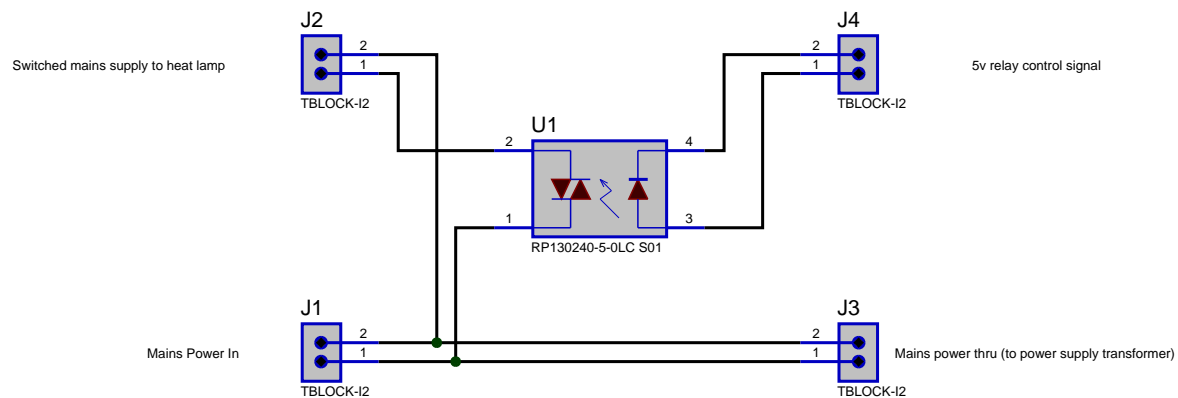 J2
J4
2
1
2
1
Switched mains supply to heat lamp
5v relay control signal
TBLOCK-I2
TBLOCK-I2
U1
2
4
1
3
RP130240-5-0LC S01
J1
J3
2
1
2
1
Mains Power In
Mains power thru (to power supply transformer)
TBLOCK-I2
TBLOCK-I2